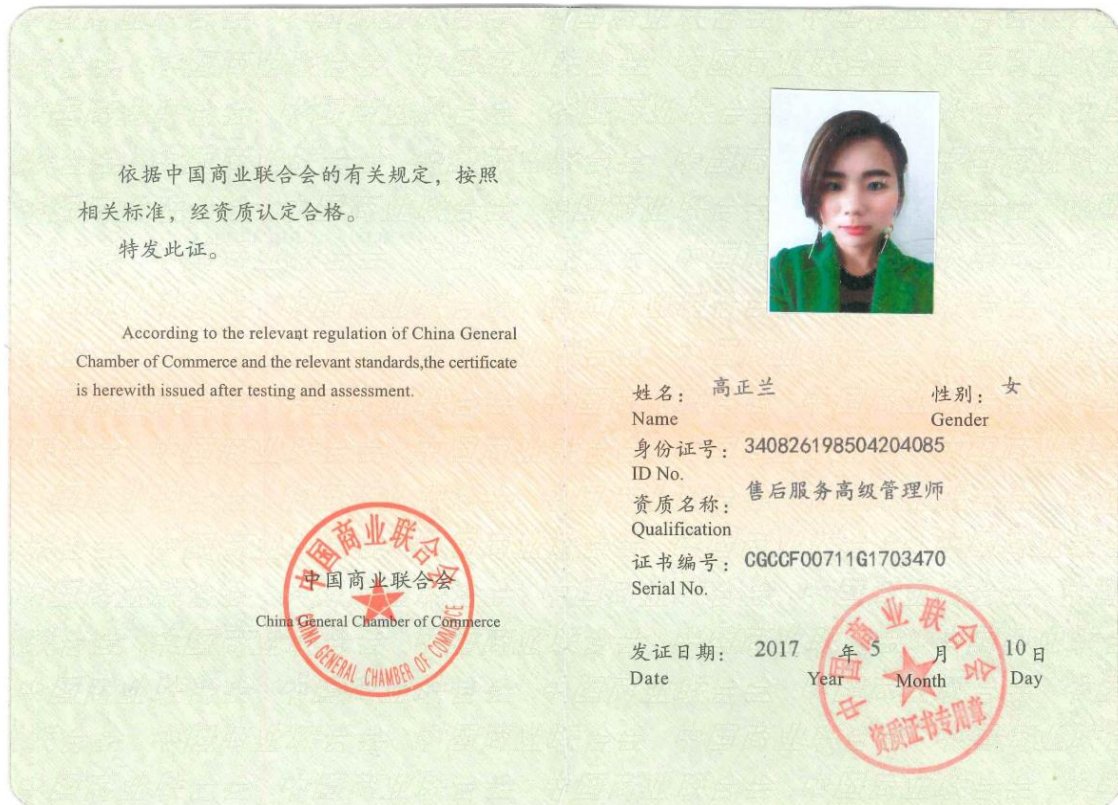 依据中国商业联合会的有关规定，按照
相关标准，经资质认定合格。
特发此证。
According to the relevant regulation of China General
Chamber of Commerce and the relevant standards,the certificate
is herewith issued after testing and assessment.
中国商业联合会
中国商业联合会
China General Chamber of Commerce
CHINA GENERAL CHAMBER OF COMMERCE
姓名： 高正兰 性别： 女
Name Gender
身份证号： 340826198504204085
ID No.
资质名称： 售后服务高级管理师
Qualification
证书编号： CGCCF00711G1703470
Serial No.
发证日期： 2017 年 5 月 10 日
Date Year Month Day
中国商业联合会
资质证书专用章